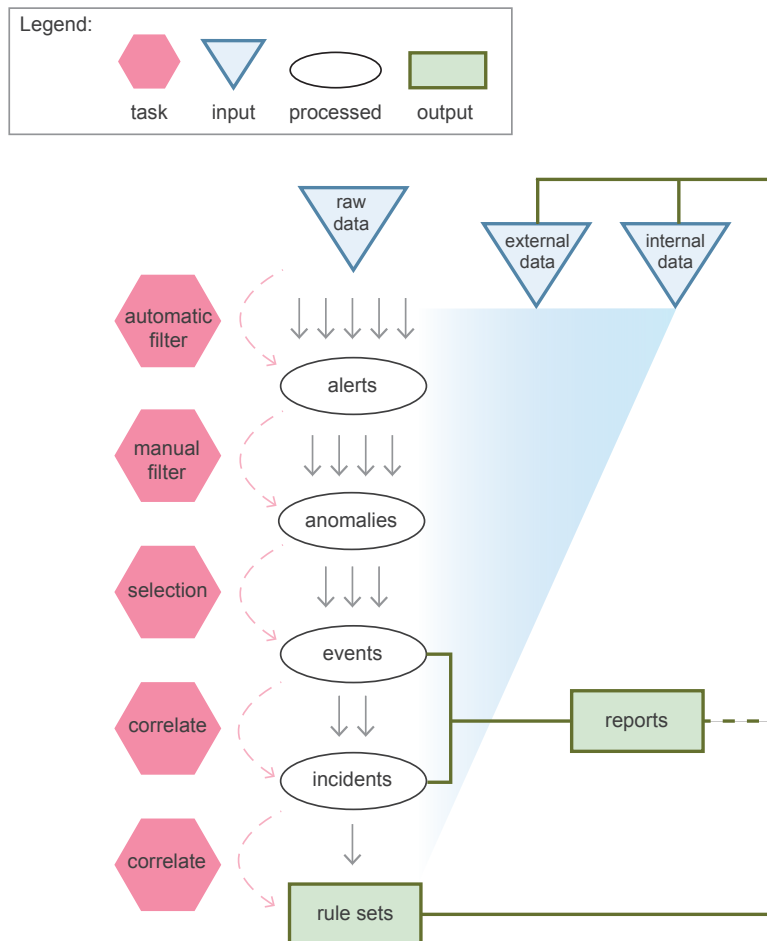 Legend:
task
input
processed
output
raw
data
external
data
internal
data
automatic
filter
alerts
manual
filter
anomalies
selection
events
correlate
reports
incidents
correlate
rule sets